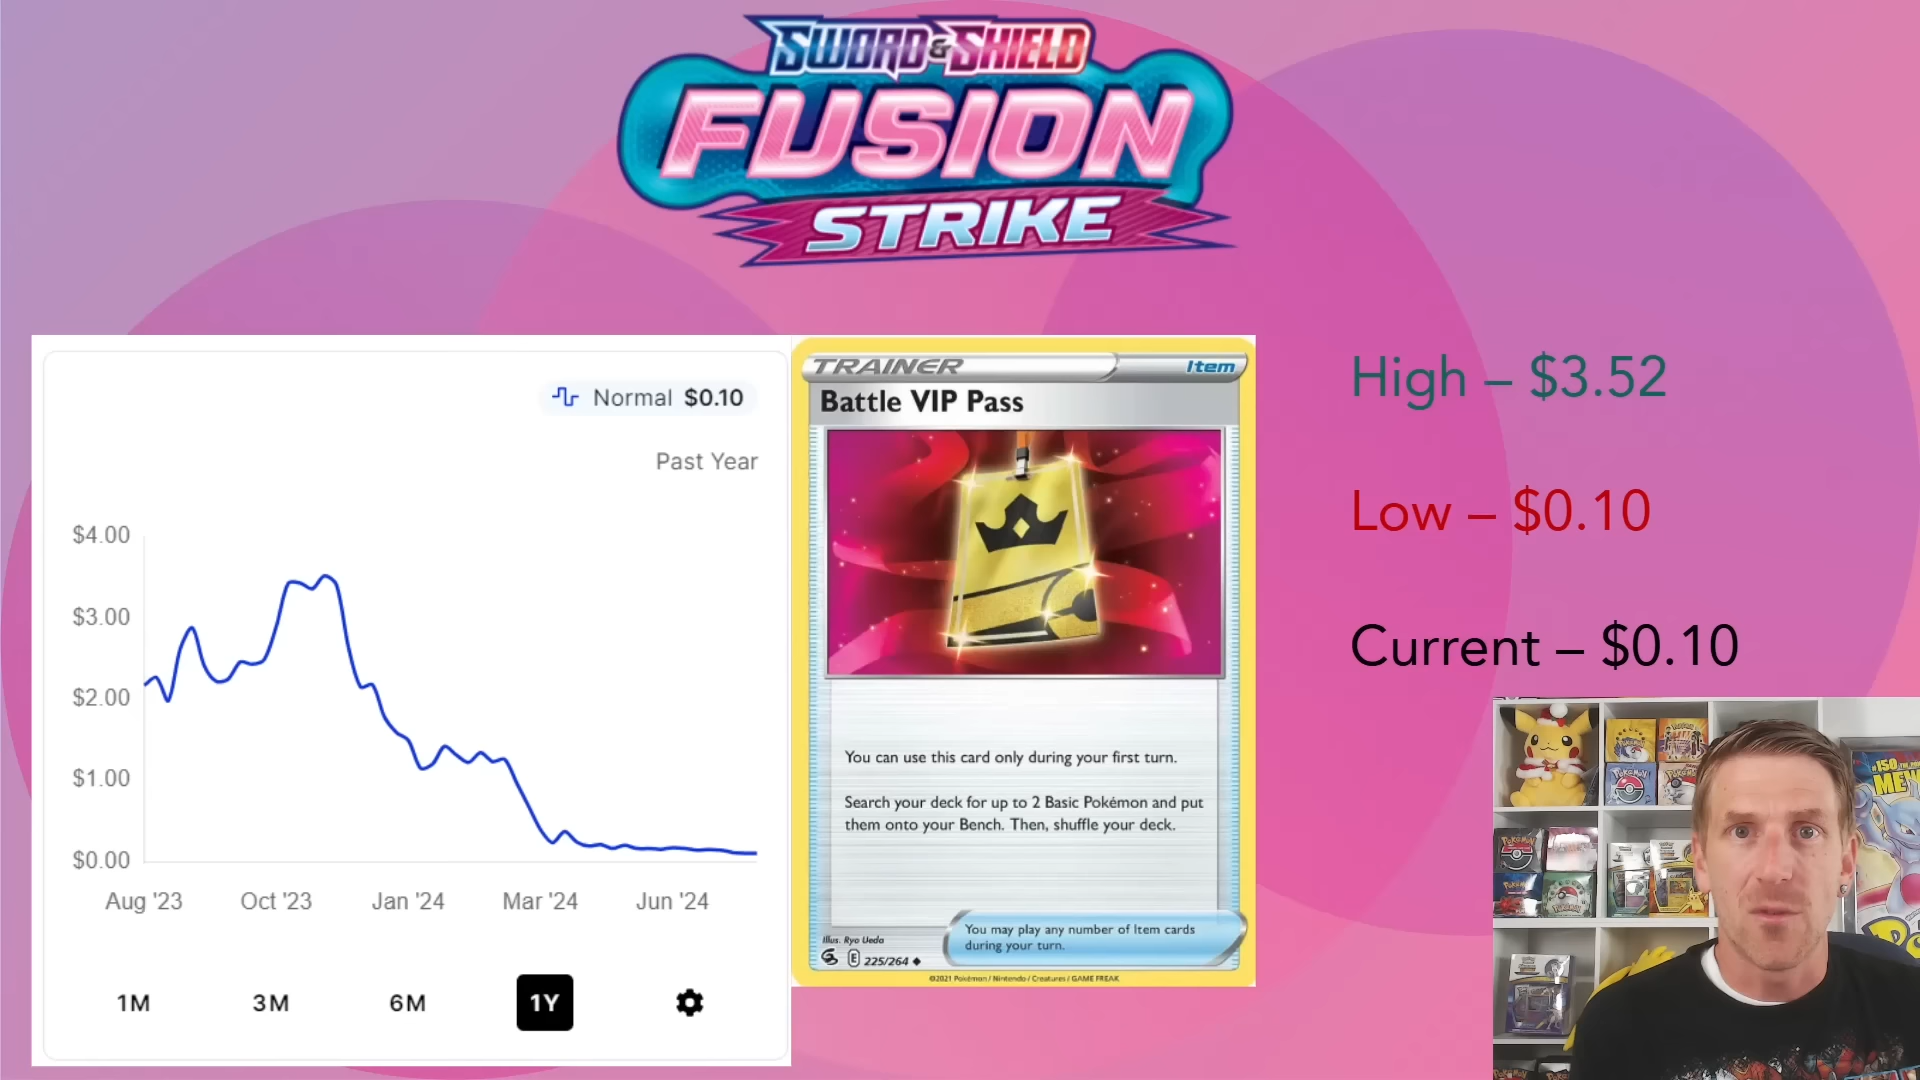 SWORD & SHIELD
FUSION
STRIKE
Normal $0.10
Past Year
$4.00
$3.00
$2.00
$1.00
$0.00
Aug '23 Oct '23 Jan '24 Mar '24 Jun '24
1M 3M 6M 1Y
TRAINER Item
Battle VIP Pass
You can use this card only during your first turn.
Search your deck for up to 2 Basic Pokémon and put
them onto your Bench. Then, shuffle your deck.
You may play any number of Item cards
during your turn.
Illus. Ryo Ueda
E 225/264
©2021 Pokémon / Nintendo / Creatures / GAME FREAK
High – $3.52
Low – $0.10
Current – $0.10
#150